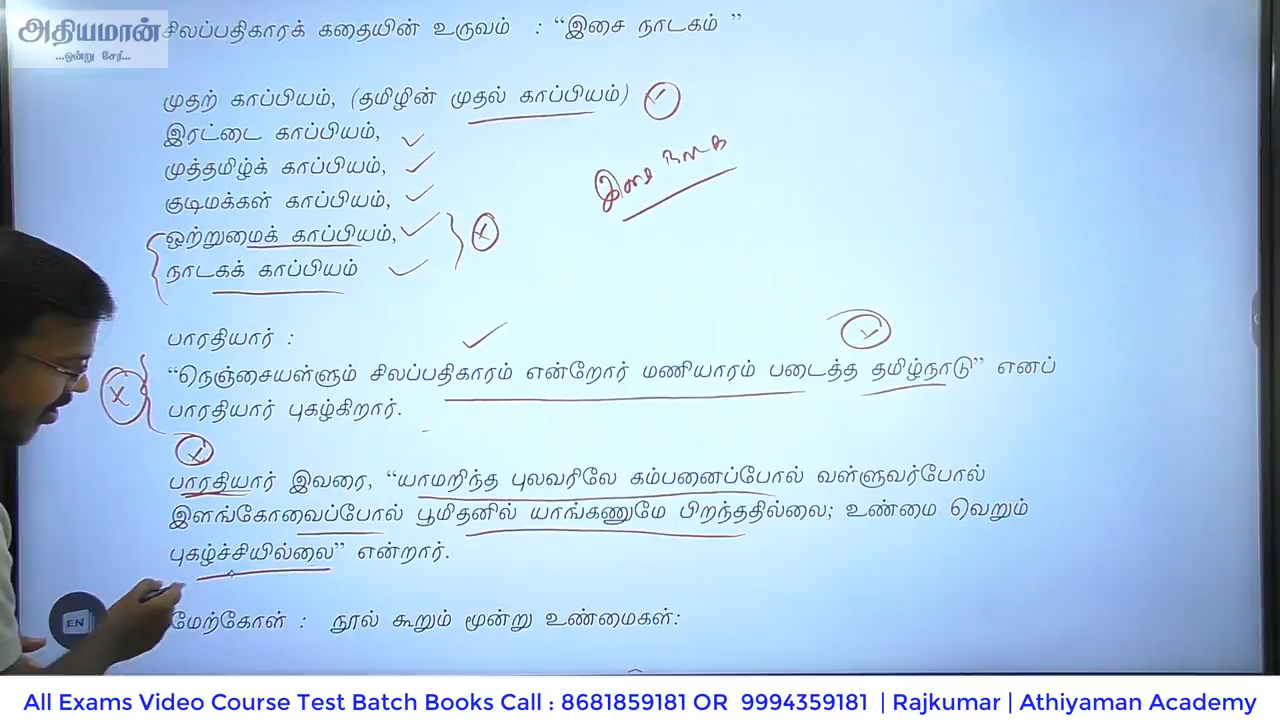 அதியமான்
...ஒன்று சேர்...
சிலப்பதிகாரக் கதையின் உருவம் : “இசை நாடகம் ”
முதற் காப்பியம், (தமிழின் முதல் காப்பியம்)
இரட்டை காப்பியம்,
முத்தமிழ்க் காப்பியம்,
குடிமக்கள் காப்பியம்,
ஒற்றுமைக் காப்பியம்,
நாடகக் காப்பியம்
இசை நாடக
பாரதியார் :
“நெஞ்சையள்ளும் சிலப்பதிகாரம் என்றோர் மணியாரம் படைத்த தமிழ்நாடு” எனப்
பாரதியார் புகழ்கிறார்.
பாரதியார் இவரை, “யாமறிந்த புலவரிலே கம்பனைப்போல் வள்ளுவர்போல்
இளங்கோவைப்போல் பூமிதனில் யாங்கணுமே பிறந்ததில்லை; உண்மை வெறும்
புகழ்ச்சியில்லை” என்றார்.
EN
மேற்கோள் : நூல் கூறும் மூன்று உண்மைகள்:
All Exams Video Course Test Batch Books Call : 8681859181 OR 9994359181 | Rajkumar | Athiyaman Academy